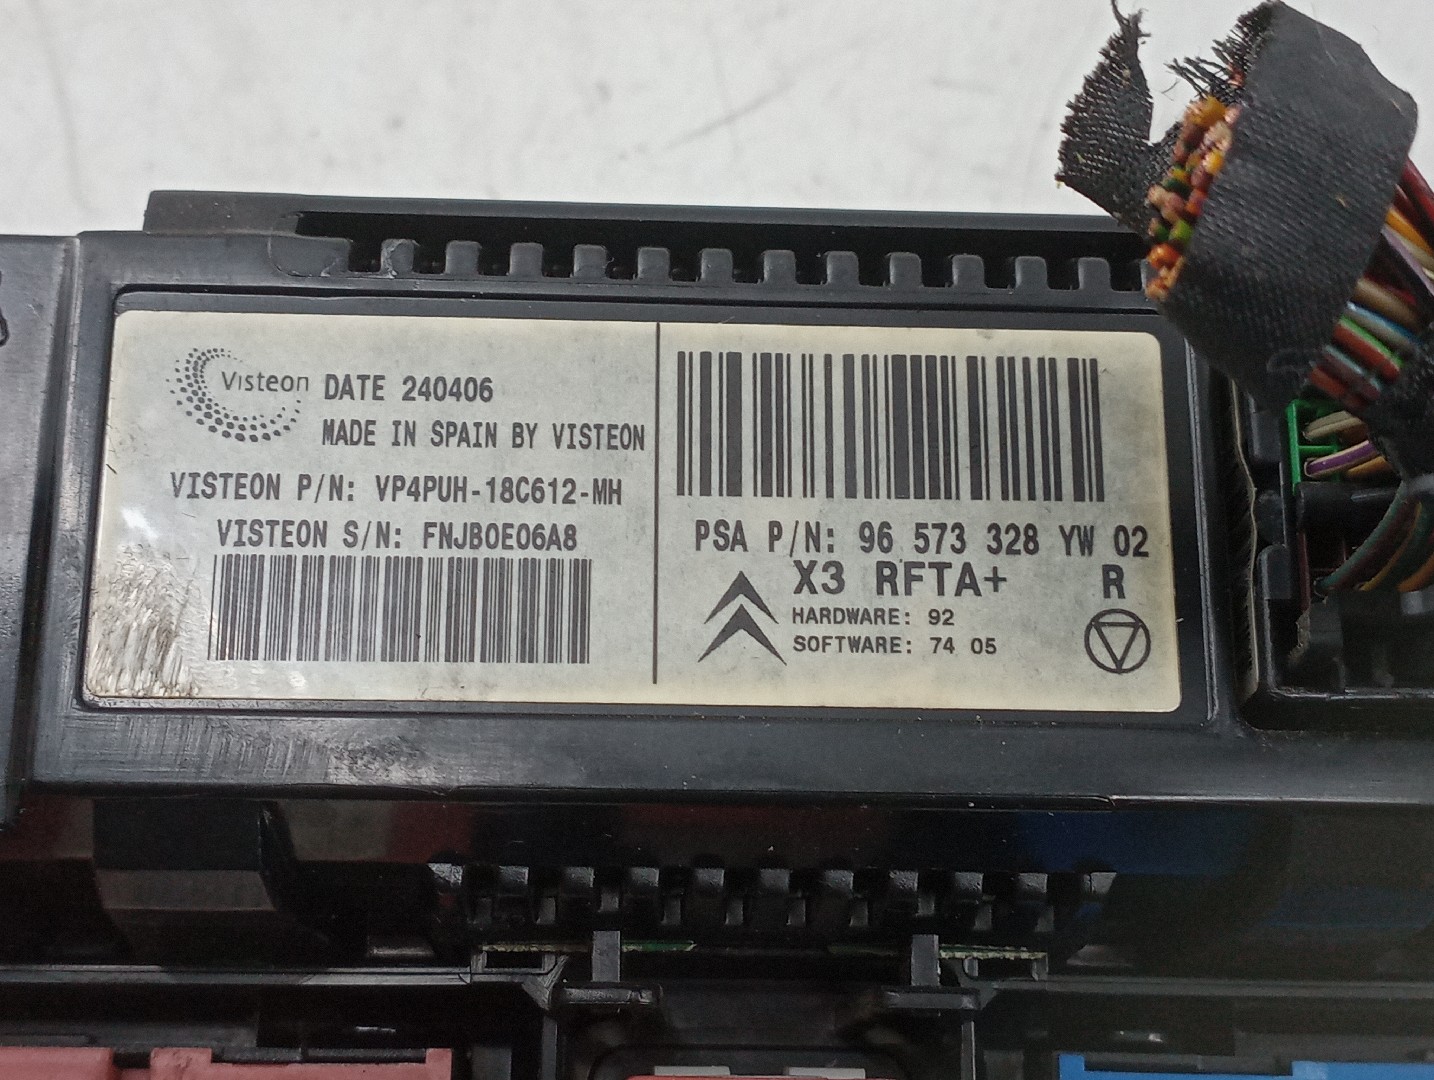 Visteon DATE 240406
MADE IN SPAIN BY VISTEON
VISTEON P/N: VP4PUH-18C612-MH
VISTEON S/N: FNJB0E06A8
PSA P/N: 96 573 328 YW 02
X3 RFTA+ R
HARDWARE: 92
SOFTWARE: 74 05